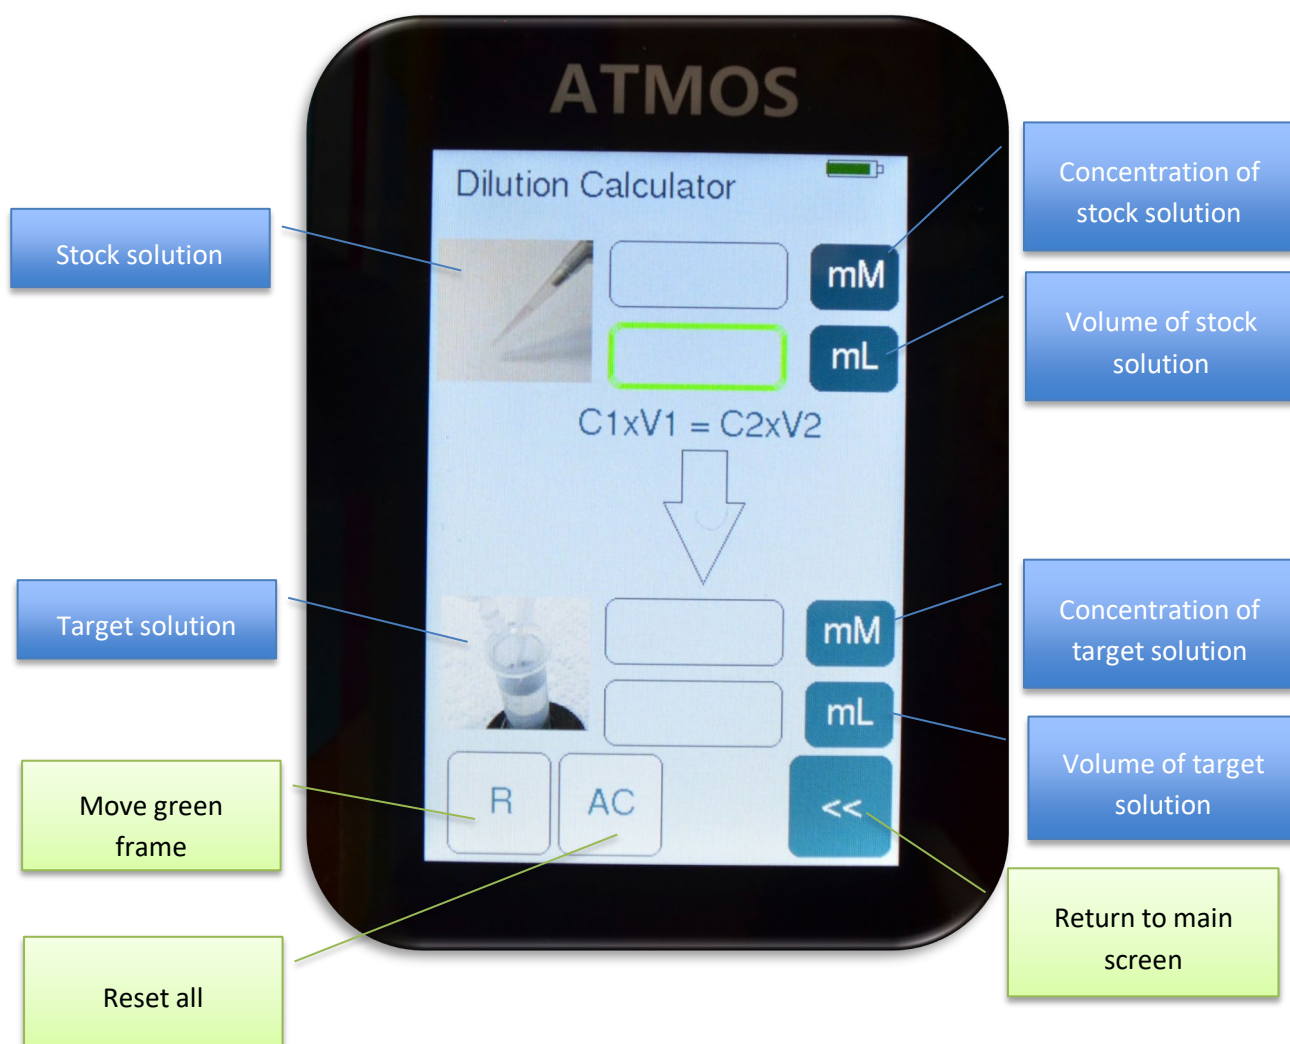 ATMOS
Dilution Calculator
Stock solution
mM
Concentration of
stock solution
mL
Volume of stock
solution
C1xV1 = C2xV2
Target solution
mM
Concentration of
target solution
mL
Volume of target
solution
Move green
frame
R
AC
<<
Reset all
Return to main
screen